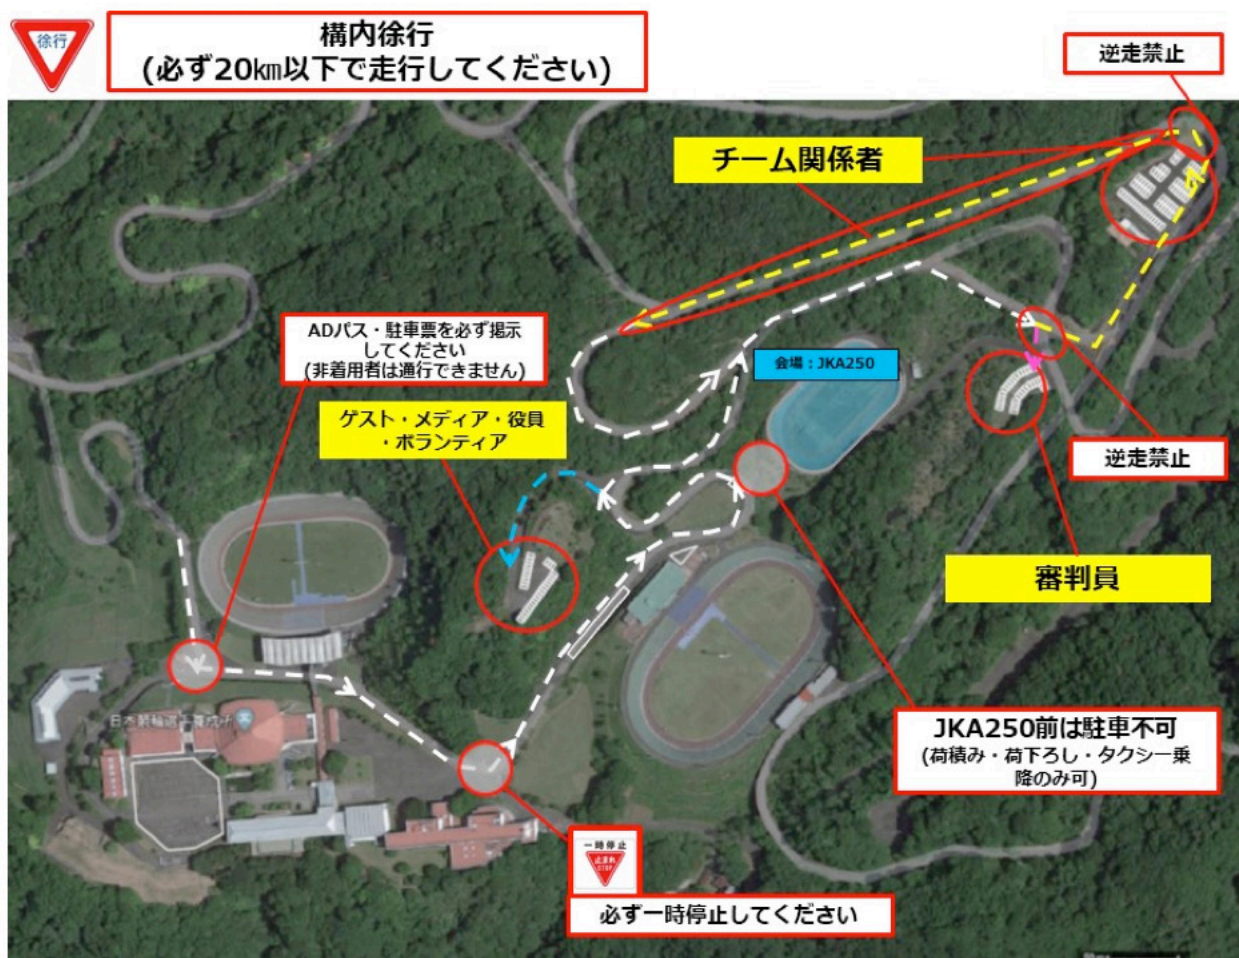 徐行
構内徐行
(必ず20㎞以下で走行してください)
逆走禁止
チーム関係者
ADパス・駐車票を必ず掲示
してください
(非着用者は通行できません)
会場：JKA250
ゲスト・メディア・役員
・ボランティア
逆走禁止
審判員
日本競輪選手養成所
JKA250前は駐車不可
(荷積み・荷下ろし・タクシー乗
降のみ可)
一時停止
止まれ
STOP
必ず一時停止してください